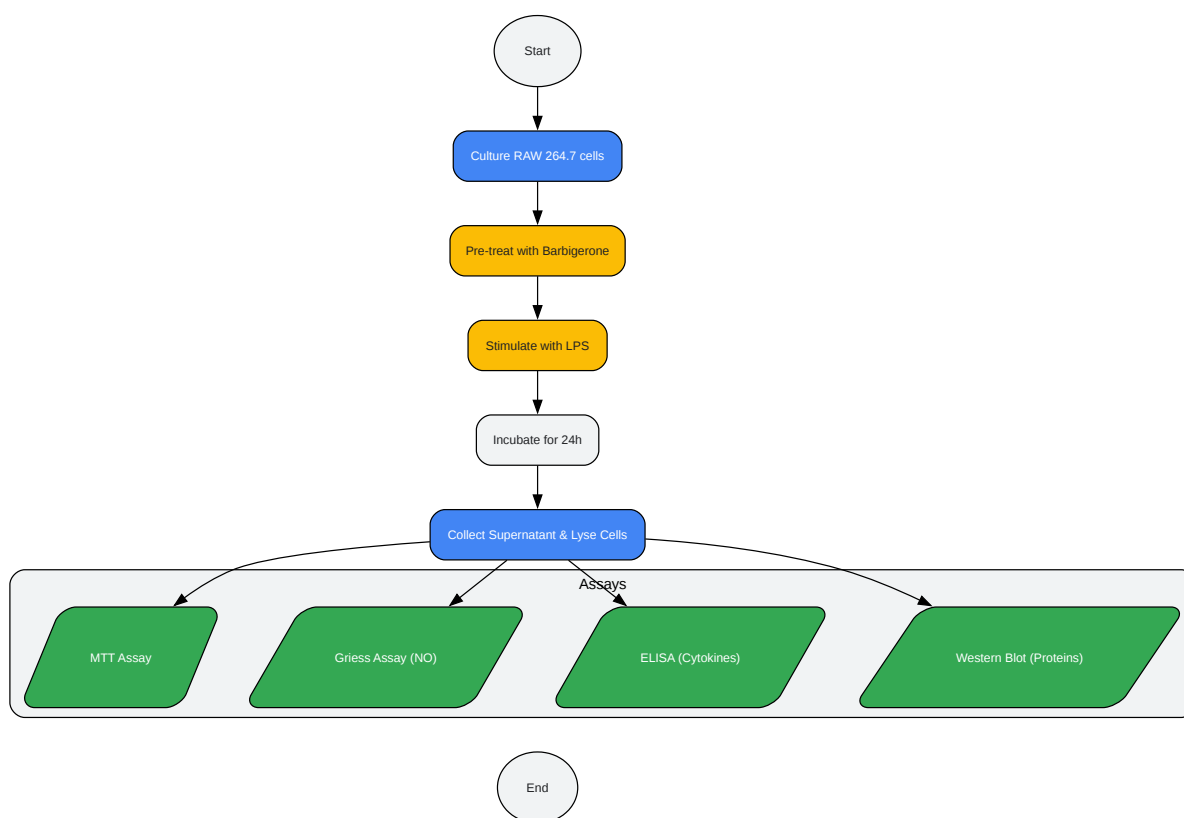 Start
Culture RAW 264.7 cells
Pre-treat with Barbigerone
Stimulate with LPS
Incubate for 24h
Collect Supernatant & Lyse Cells
Assays
MTT Assay
Griess Assay (NO)
ELISA (Cytokines)
Western Blot (Proteins)
End